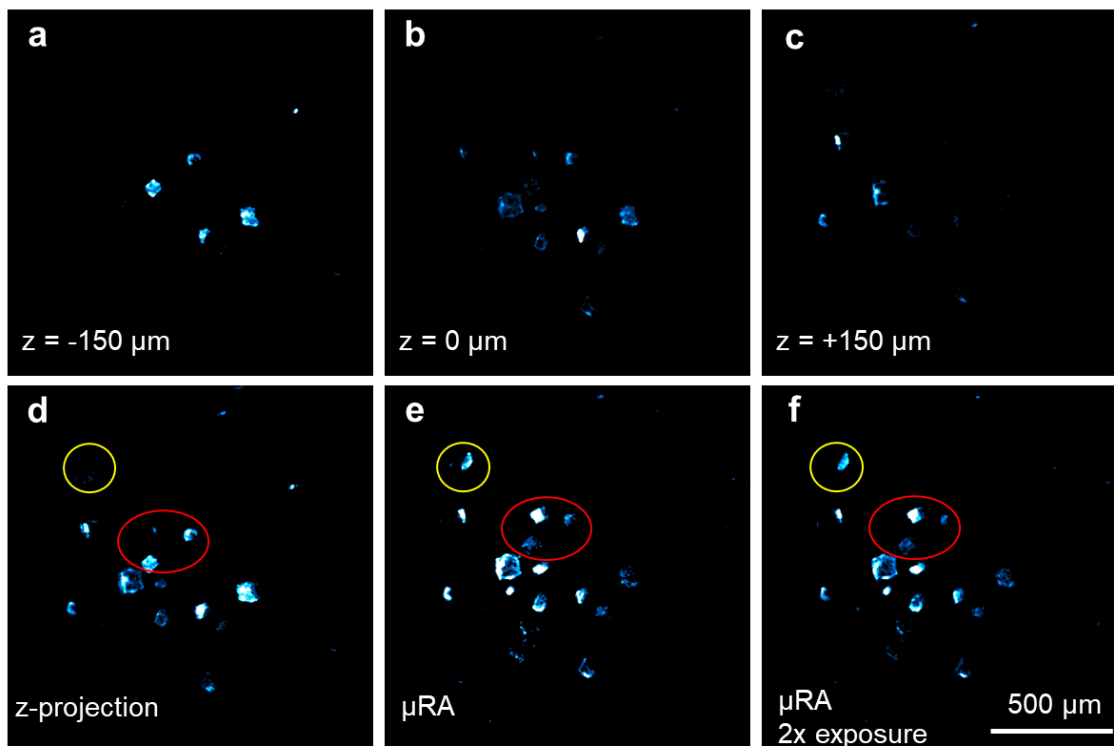 a
z = -150 µm
b
z = 0 µm
c
z = +150 µm
d
z-projection
e
µRA
f
µRA
2x exposure
500 µm